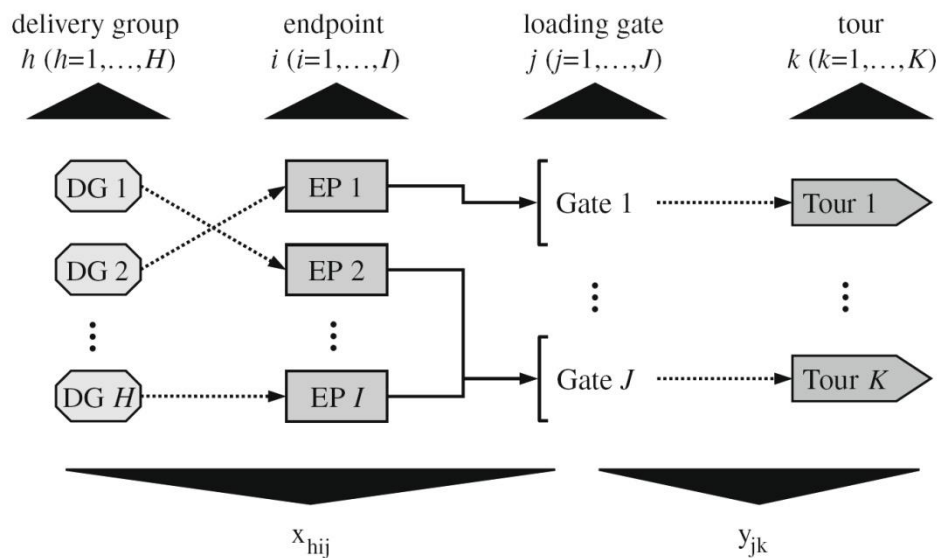 delivery group endpoint loading gate tour
h (h=1,…,H) i (i=1,…,I) j (j=1,…,J) k (k=1,…,K)
DG 1 EP 1 Gate 1 Tour 1
DG 2 EP 2
DG H EP I Gate J Tour K
x_hij y_jk